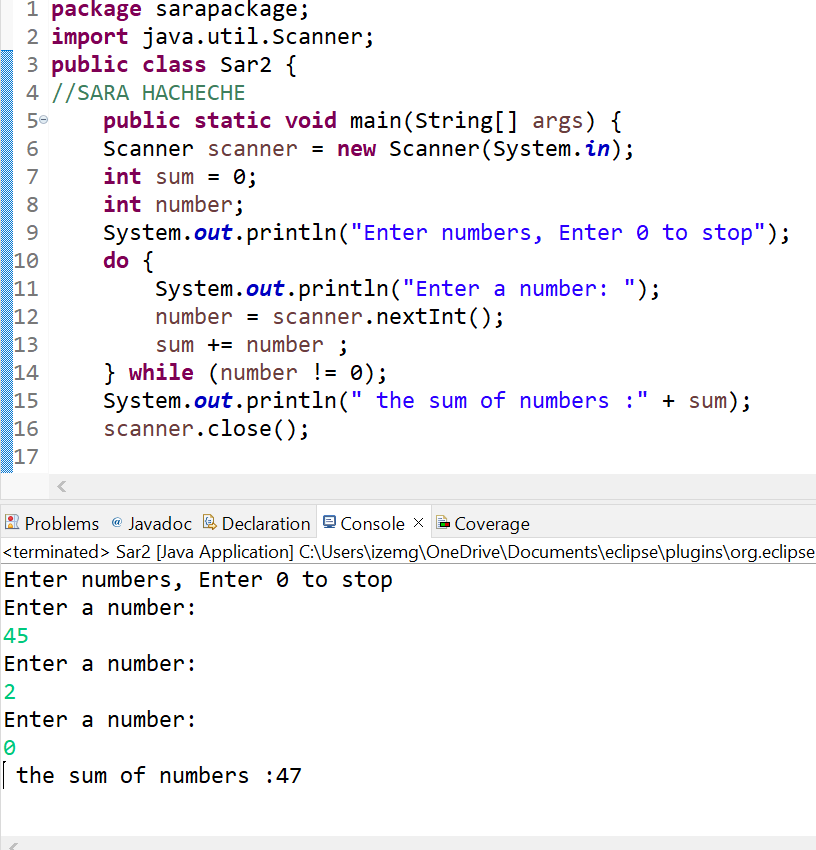 1 package sarapackage;
2 import java.util.Scanner;
3 public class Sar2 {
4 //SARA HACHECHE
5 public static void main(String[] args) {
6 Scanner scanner = new Scanner(System.in);
7 int sum = 0;
8 int number;
9 System.out.println("Enter numbers, Enter 0 to stop");
10 do {
11 System.out.println("Enter a number: ");
12 number = scanner.nextInt();
13 sum += number ;
14 } while (number != 0);
15 System.out.println(" the sum of numbers :" + sum);
16 scanner.close();
17
Problems @ Javadoc Declaration Console × Coverage
<terminated> Sar2 [Java Application] C:\Users\izemg\OneDrive\Documents\eclipse\plugins\org.eclipse
Enter numbers, Enter 0 to stop
Enter a number:
45
Enter a number:
2
Enter a number:
0
the sum of numbers :47